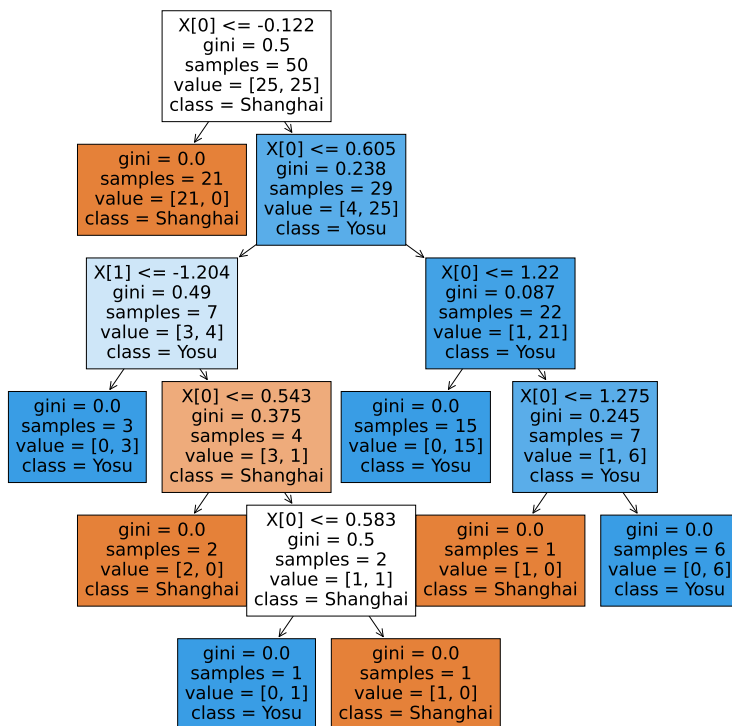 X[0] <= -0.122
gini = 0.5
samples = 50
value = [25, 25]
class = Shanghai
gini = 0.0
samples = 21
value = [21, 0]
class = Shanghai
X[0] <= 0.605
gini = 0.238
samples = 29
value = [4, 25]
class = Yosu
X[1] <= -1.204
gini = 0.49
samples = 7
value = [3, 4]
class = Yosu
X[0] <= 1.22
gini = 0.087
samples = 22
value = [1, 21]
class = Yosu
gini = 0.0
samples = 3
value = [0, 3]
class = Yosu
X[0] <= 0.543
gini = 0.375
samples = 4
value = [3, 1]
class = Shanghai
gini = 0.0
samples = 15
value = [0, 15]
class = Yosu
X[0] <= 1.275
gini = 0.245
samples = 7
value = [1, 6]
class = Yosu
gini = 0.0
samples = 2
value = [2, 0]
class = Shanghai
X[0] <= 0.583
gini = 0.5
samples = 2
value = [1, 1]
class = Shanghai
gini = 0.0
samples = 1
value = [1, 0]
class = Shanghai
gini = 0.0
samples = 6
value = [0, 6]
class = Yosu
gini = 0.0
samples = 1
value = [0, 1]
class = Yosu
gini = 0.0
samples = 1
value = [1, 0]
class = Shanghai